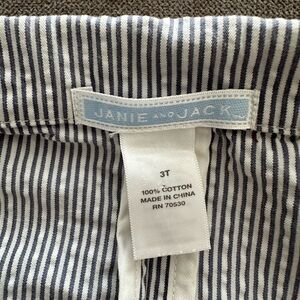 JANIE AND JACK
3T
100% COTTON
MADE IN CHINA
RN 70530